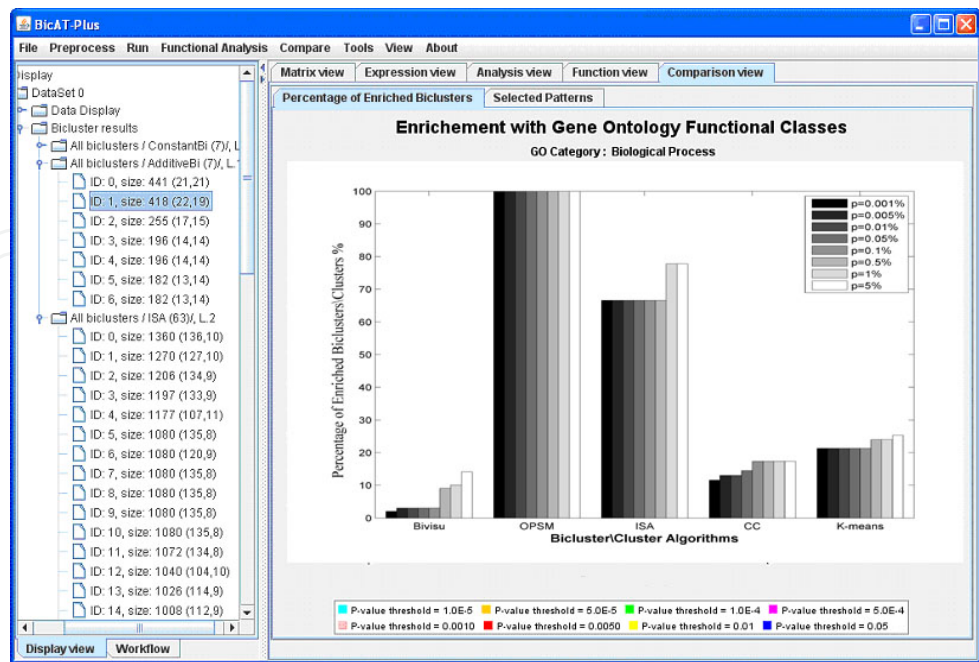 BicAT-Plus
File Preprocess Run Functional Analysis Compare Tools View About
Display
DataSet 0
Data Display
Bicluster results
All biclusters / ConstantBi (7)/, L
All biclusters / AdditiveBi (7)/, L.
ID: 0, size: 441 (21,21)
ID: 1, size: 418 (22,19)
ID: 2, size: 255 (17,15)
ID: 3, size: 196 (14,14)
ID: 4, size: 196 (14,14)
ID: 5, size: 182 (13,14)
ID: 6, size: 182 (13,14)
All biclusters / ISA (63)/, L.2
ID: 0, size: 1360 (136,10)
ID: 1, size: 1270 (127,10)
ID: 2, size: 1206 (134,9)
ID: 3, size: 1197 (133,9)
ID: 4, size: 1177 (107,11)
ID: 5, size: 1080 (135,8)
ID: 6, size: 1080 (120,9)
ID: 7, size: 1080 (135,8)
ID: 8, size: 1080 (135,8)
ID: 9, size: 1080 (135,8)
ID: 10, size: 1080 (135,8)
ID: 11, size: 1072 (134,8)
ID: 12, size: 1040 (104,10)
ID: 13, size: 1026 (114,9)
ID: 14, size: 1008 (112,9)
Display view Workflow
Matrix view Expression view Analysis view Function view Comparison view
Percentage of Enriched Biclusters Selected Patterns
Enrichement with Gene Ontology Functional Classes
GO Category : Biological Process
Percentage of Enriched Biclusters\Clusters %
100
90
80
70
60
50
40
30
20
10
0
p=0.001%
p=0.005%
p=0.01%
p=0.05%
p=0.1%
p=0.5%
p=1%
p=5%
Bivisu OPSM ISA CC K-means
Bicluster\Cluster Algorithms
P-value threshold = 1.0E-5 P-value threshold = 5.0E-5 P-value threshold = 1.0E-4 P-value threshold = 5.0E-4
P-value threshold = 0.0010 P-value threshold = 0.0050 P-value threshold = 0.01 P-value threshold = 0.05